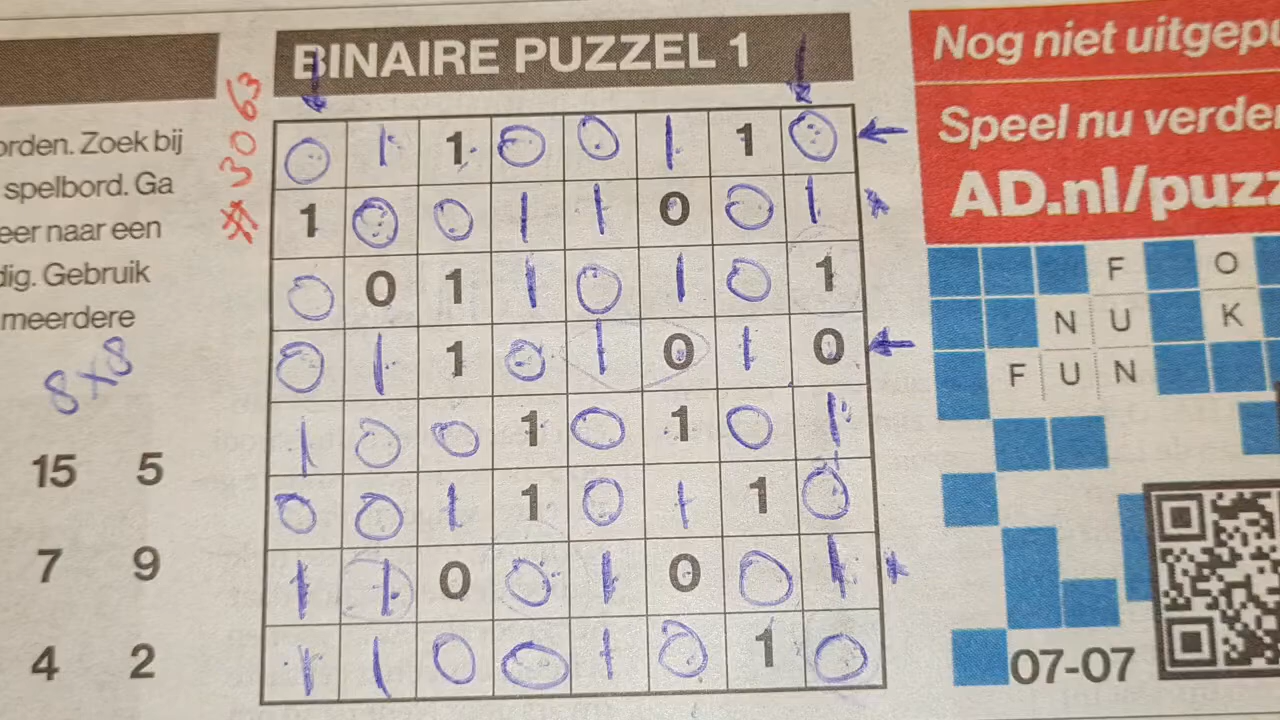 BINAIRE PUZZEL 1
# 3063
orden. Zoek bij
spelbord. Ga
eer naar een
dig. Gebruik
meerdere
8x8
15 5
7 9
4 2
0 1 1 0 0 1 1 0
1 0 0 1 1 0 0 1
0 0 1 1 0 1 0 1
0 1 1 0 1 0 1 0
1 0 0 1 0 1 0 1
0 0 1 1 0 1 1 0
1 1 0 0 1 0 0 1
1 1 0 0 1 0 1 0
Nog niet uitgepu
Speel nu verder
AD.nl/puzz
F O
N U K
F U N
07-07